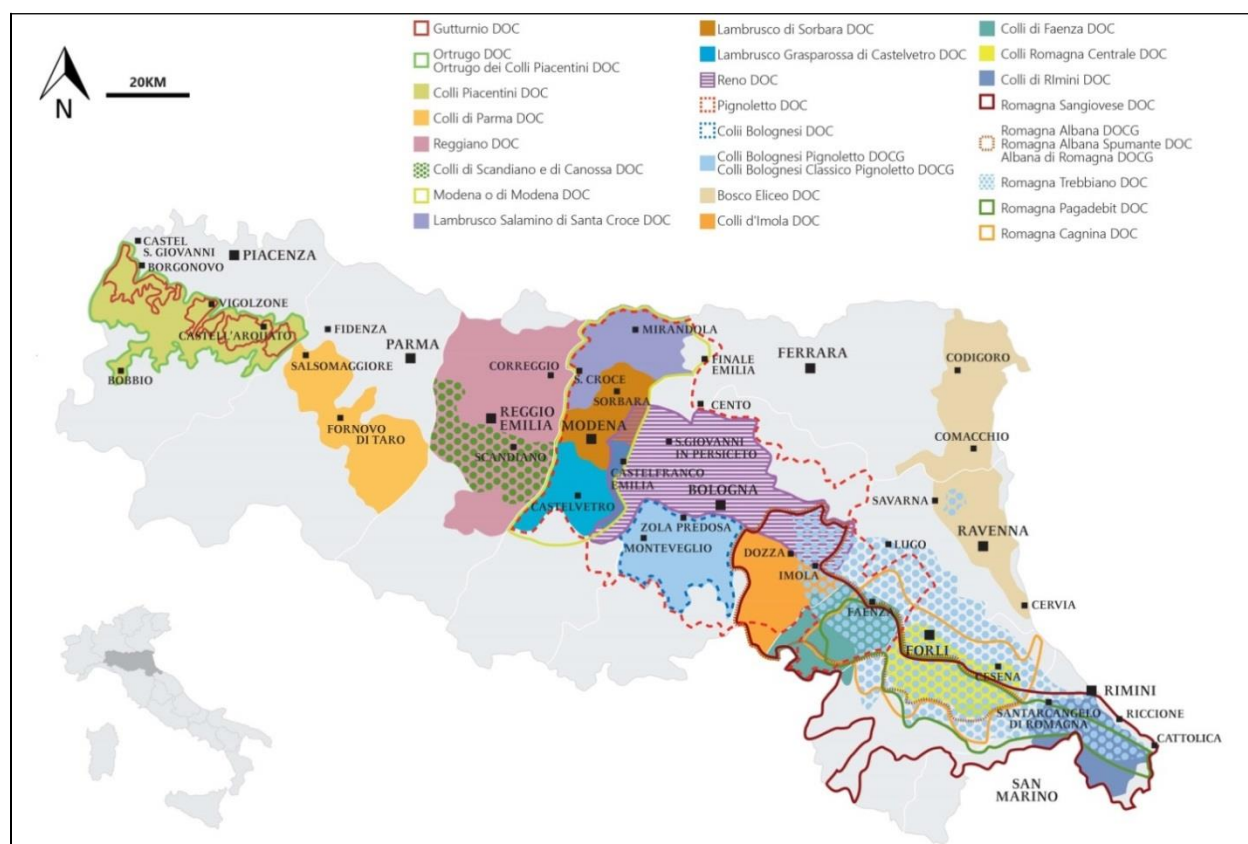 Gutturnio DOC
Ortrugo DOC
Ortrugo dei Colli Piacentini DOC
Colli Piacentini DOC
Colli di Parma DOC
Reggiano DOC
Colli di Scandiano e di Canossa DOC
Modena o di Modena DOC
Lambrusco Salamino di Santa Croce DOC
Lambrusco di Sorbara DOC
Lambrusco Grasparossa di Castelvetro DOC
Reno DOC
Pignoletto DOC
Colii Bolognesi DOC
Colli Bolognesi Pignoletto DOCG
Colli Bolognesi Classico Pignoletto DOCG
Bosco Eliceo DOC
Colli d'Imola DOC
Colli di Faenza DOC
Colli Romagna Centrale DOC
Colli di RImini DOC
Romagna Sangiovese DOC
Romagna Albana DOCG
Romagna Albana Spumante DOC
Albana di Romagna DOCG
Romagna Trebbiano DOC
Romagna Pagadebit DOC
Romagna Cagnina DOC
N
20KM
CASTEL
S. GIOVANNI
BORGONOVO
PIACENZA
VIGOLZONE
CASTELL'ARQUATO
BOBBIO
FIDENZA
SALSOMAGGIORE
PARMA
FORNOVO
DI TARO
CORREGGIO
REGGIO
EMILIA
SCANDIANO
MIRANDOLA
S. CROCE
SORBARA
MODENA
FINALE
EMILIA
CENTO
FERRARA
CODIGORO
COMACCHIO
S.GIOVANNI
IN PERSICETO
CASTELFRANCO
EMILIA
CASTELVETRO
BOLOGNA
ZOLA PREDOSA
MONTEVEGLIO
SAVARNA
RAVENNA
DOZZA
IMOLA
LUGO
FAENZA
CERVIA
FORLI
CESENA
RIMINI
SANTARCANGELO
DI ROMAGNA
RICCIONE
CATTOLICA
SAN
MARINO